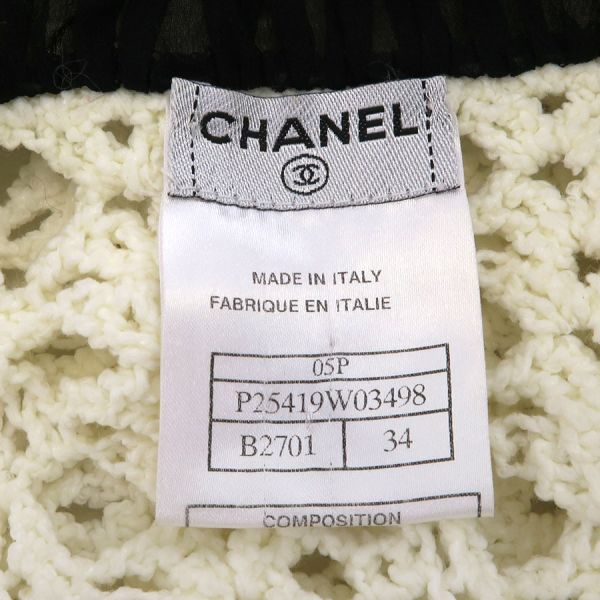 CHANEL
MADE IN ITALY
FABRIQUE EN ITALIE
05P
P25419W03498
B2701 34
COMPOSITION